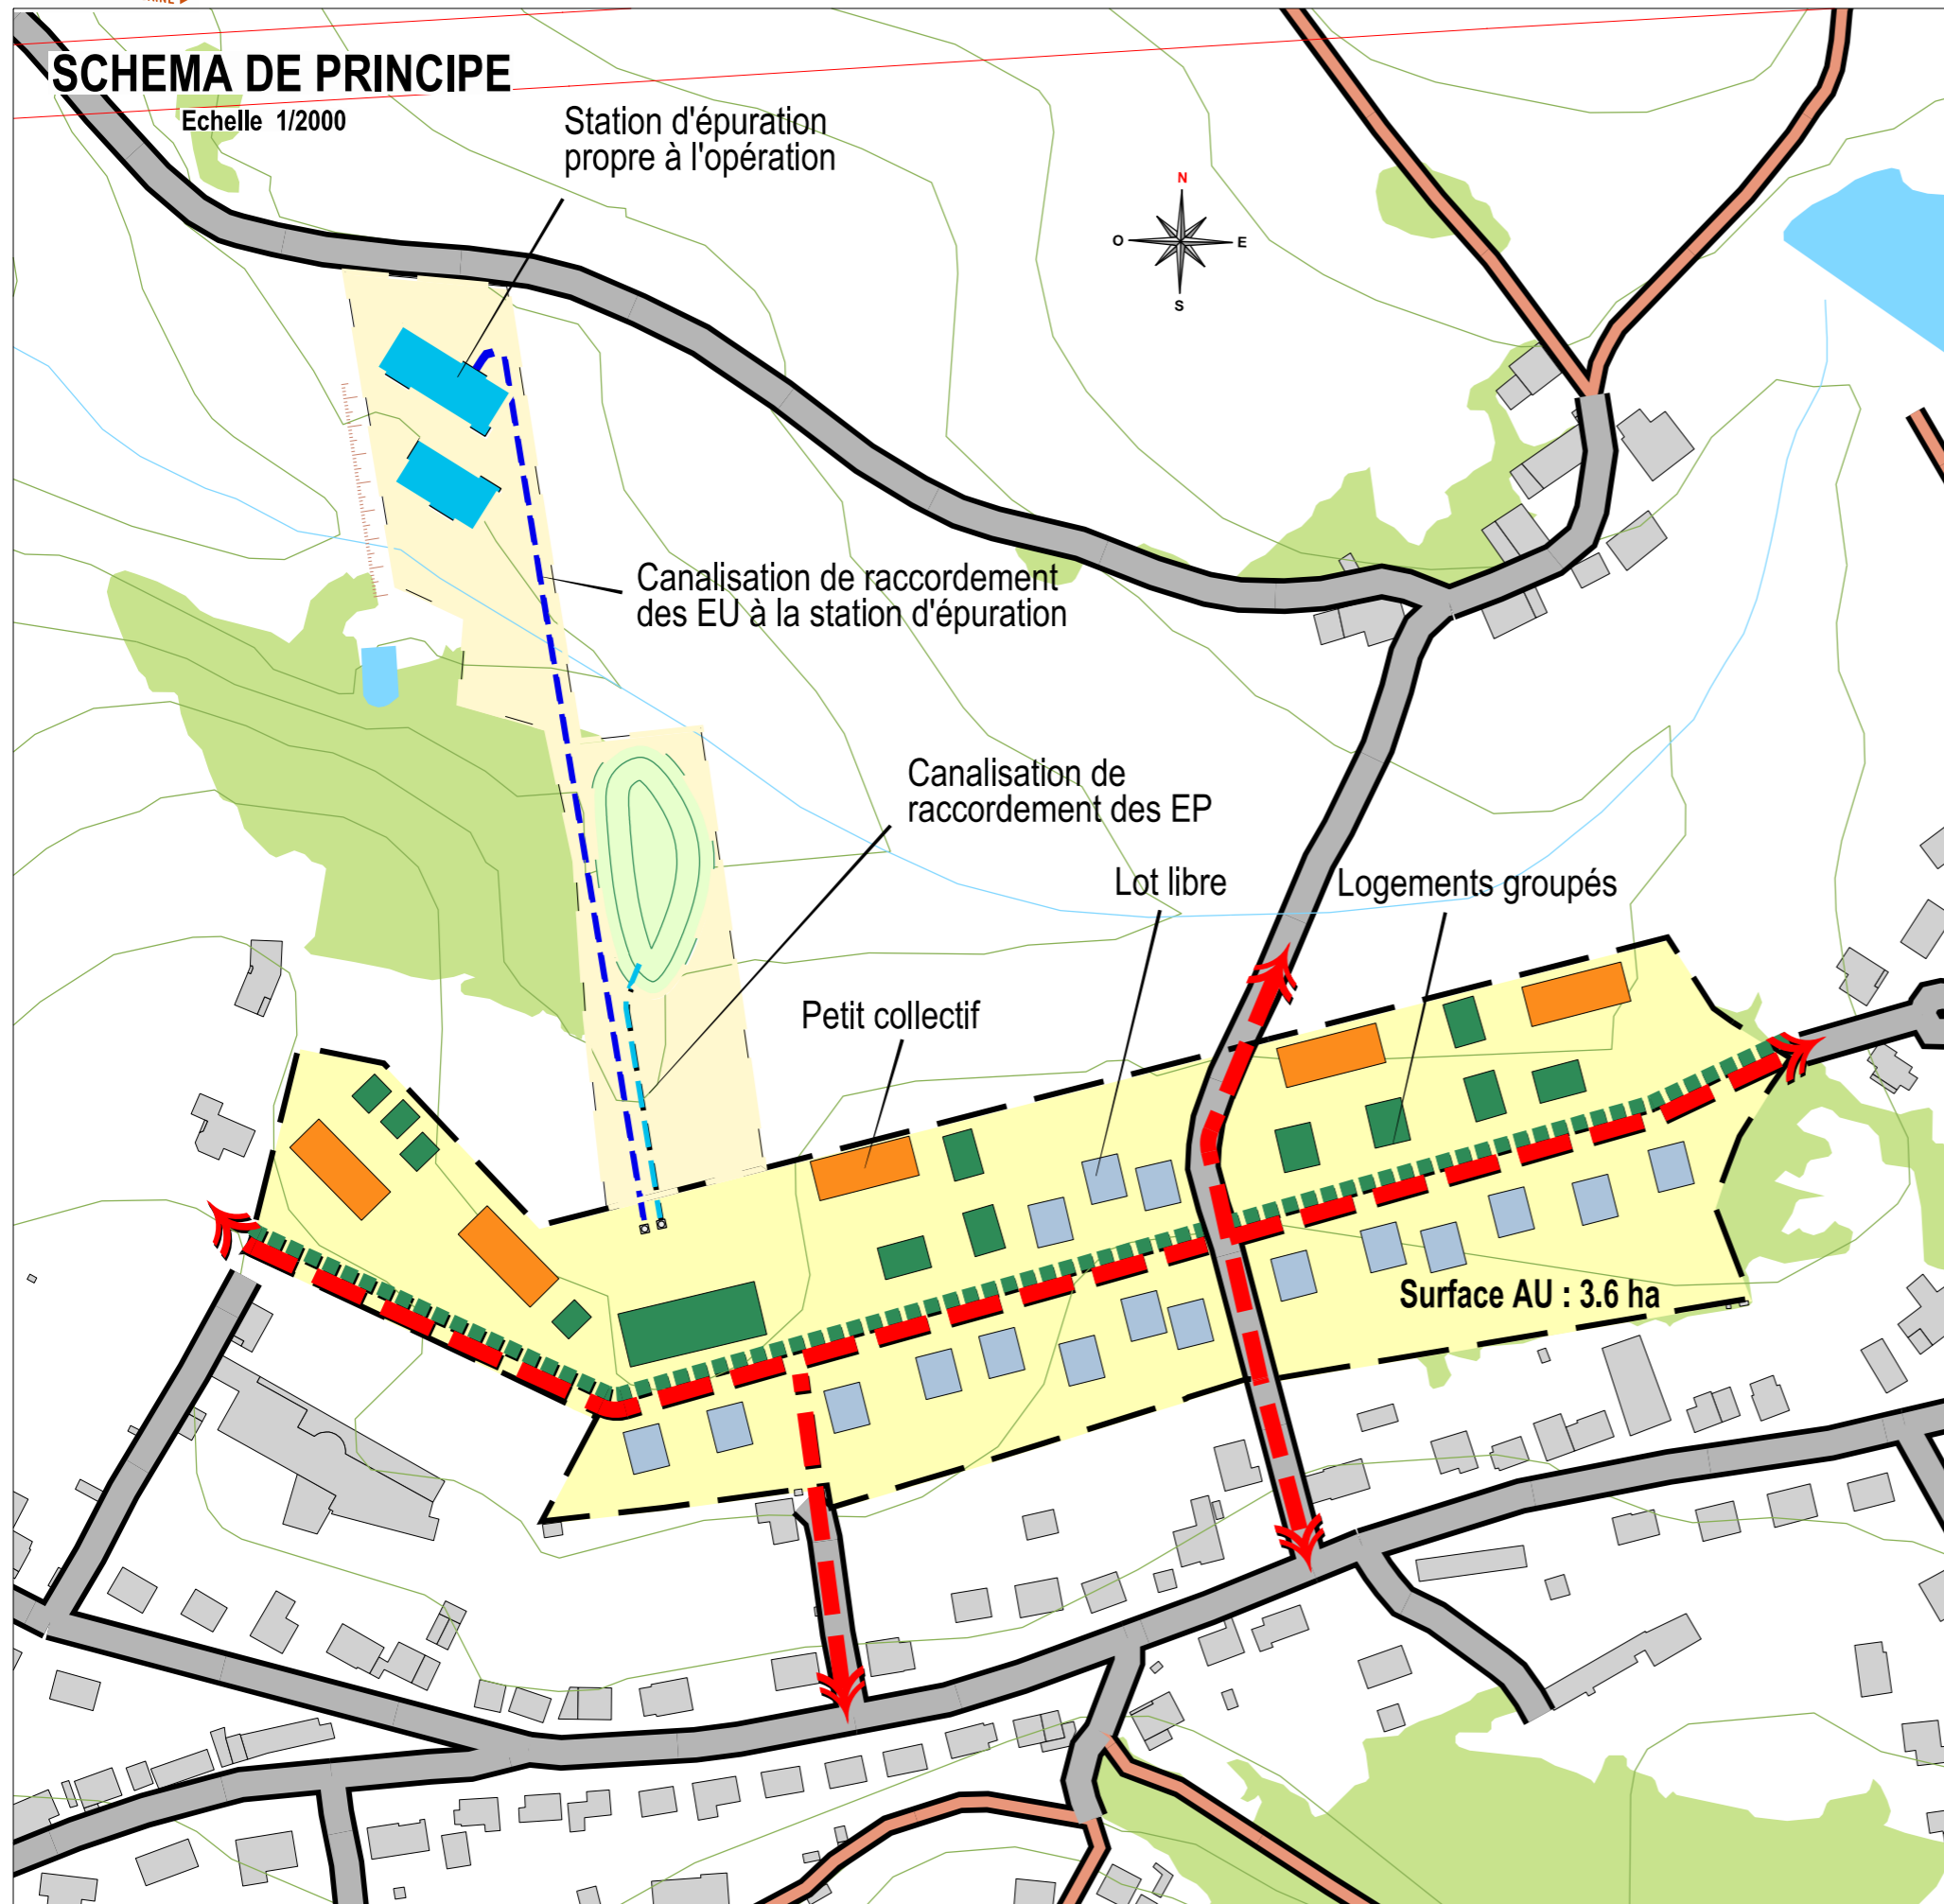 SCHEMA DE PRINCIPE
Echelle 1/2000
Station d'épuration
propre à l'opération
N
O
E
S
Canalisation de raccordement
des EU à la station d'épuration
Canalisation de
raccordement des EP
Lot libre
Logements groupés
Petit collectif
Surface AU : 3.6 ha